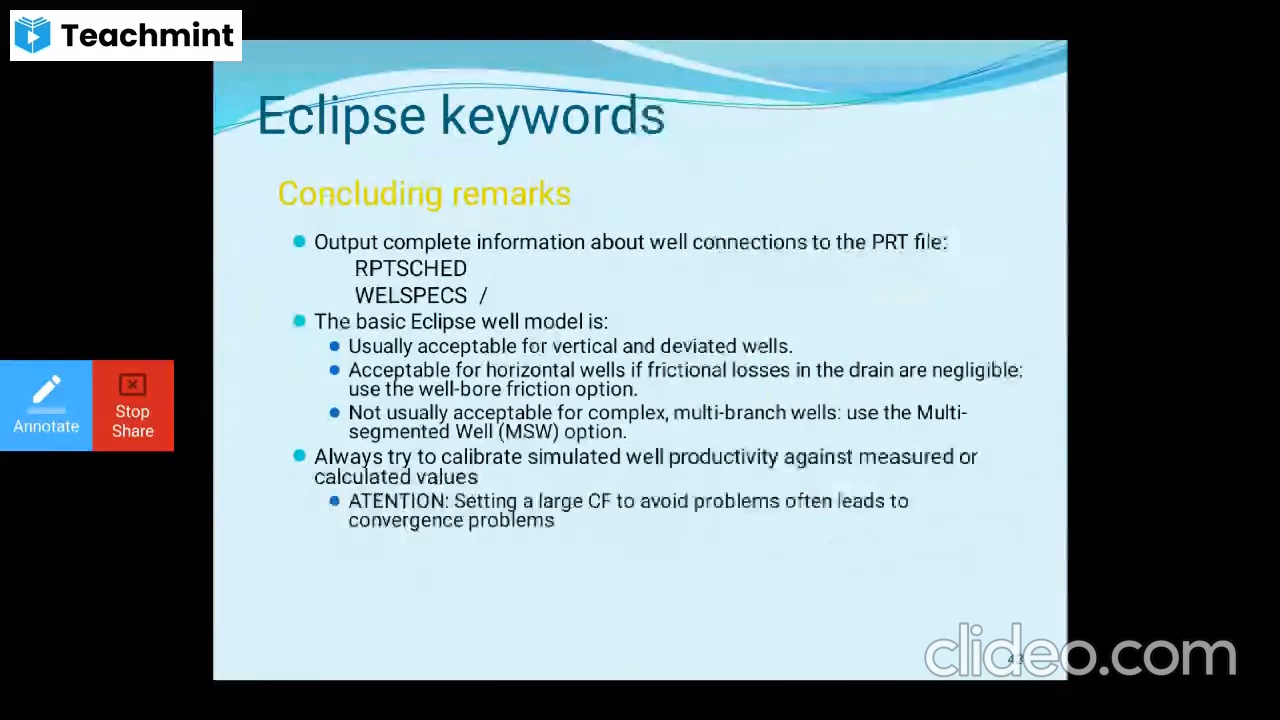 Teachmint
Eclipse keywords
Concluding remarks
Output complete information about well connections to the PRT file:
RPTSCHED
WELSPECS /
The basic Eclipse well model is:
Usually acceptable for vertical and deviated wells.
Acceptable for horizontal wells if frictional losses in the drain are negligible:
use the well-bore friction option.
Not usually acceptable for complex, multi-branch wells: use the Multi-
segmented Well (MSW) option.
Always try to calibrate simulated well productivity against measured or
calculated values
ATENTION: Setting a large CF to avoid problems often leads to
convergence problems
Annotate
Stop
Share
clideo.com